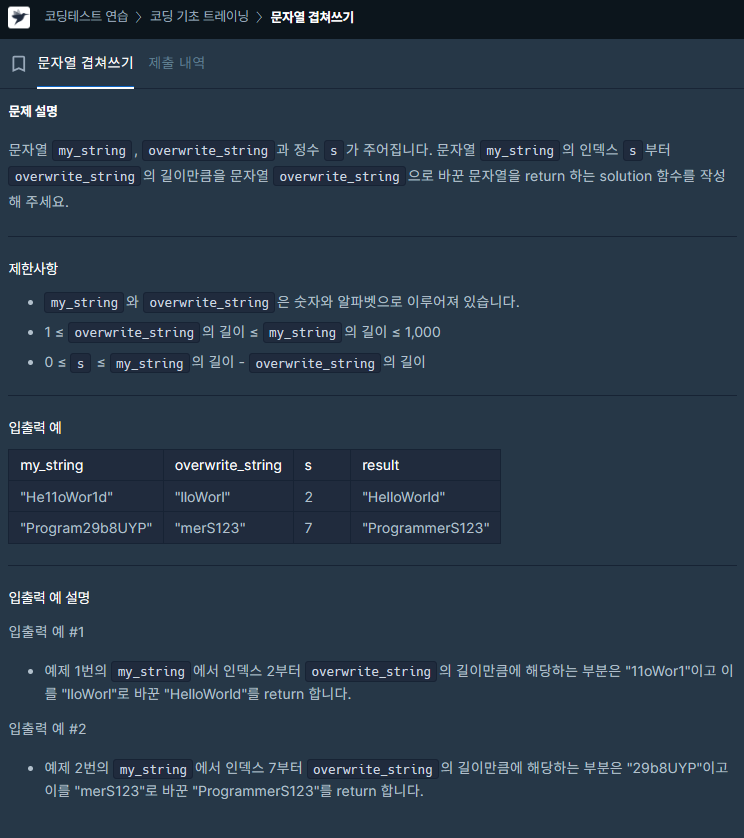 코딩테스트 연습 > 코딩 기초 트레이닝 > 문자열 겹쳐쓰기
문자열 겹쳐쓰기 제출 내역
문제 설명
문자열 my_string, overwrite_string과 정수 s가 주어집니다. 문자열 my_string의 인덱스 s부터
overwrite_string의 길이만큼을 문자열 overwrite_string으로 바꾼 문자열을 return 하는 solution 함수를 작성
해 주세요.
제한사항
• my_string와 overwrite_string은 숫자와 알파벳으로 이루어져 있습니다.
• 1 ≤ overwrite_string의 길이 ≤ my_string의 길이 ≤ 1,000
• 0 ≤ s ≤ my_string의 길이 - overwrite_string의 길이
입출력 예
my_string overwrite_string s result
"He11oWor1d" "lloWorl" 2 "HelloWorld"
"Program29b8UYP" "merS123" 7 "ProgrammerS123"
입출력 예 설명
입출력 예 #1
• 예제 1번의 my_string에서 인덱스 2부터 overwrite_string의 길이만큼에 해당하는 부분은 "11oWor1"이고 이
를 "lloWorl"로 바꾼 "HelloWorld"를 return 합니다.
입출력 예 #2
• 예제 2번의 my_string에서 인덱스 7부터 overwrite_string의 길이만큼에 해당하는 부분은 "29b8UYP"이고
이를 "merS123"로 바꾼 "ProgrammerS123"를 return 합니다.